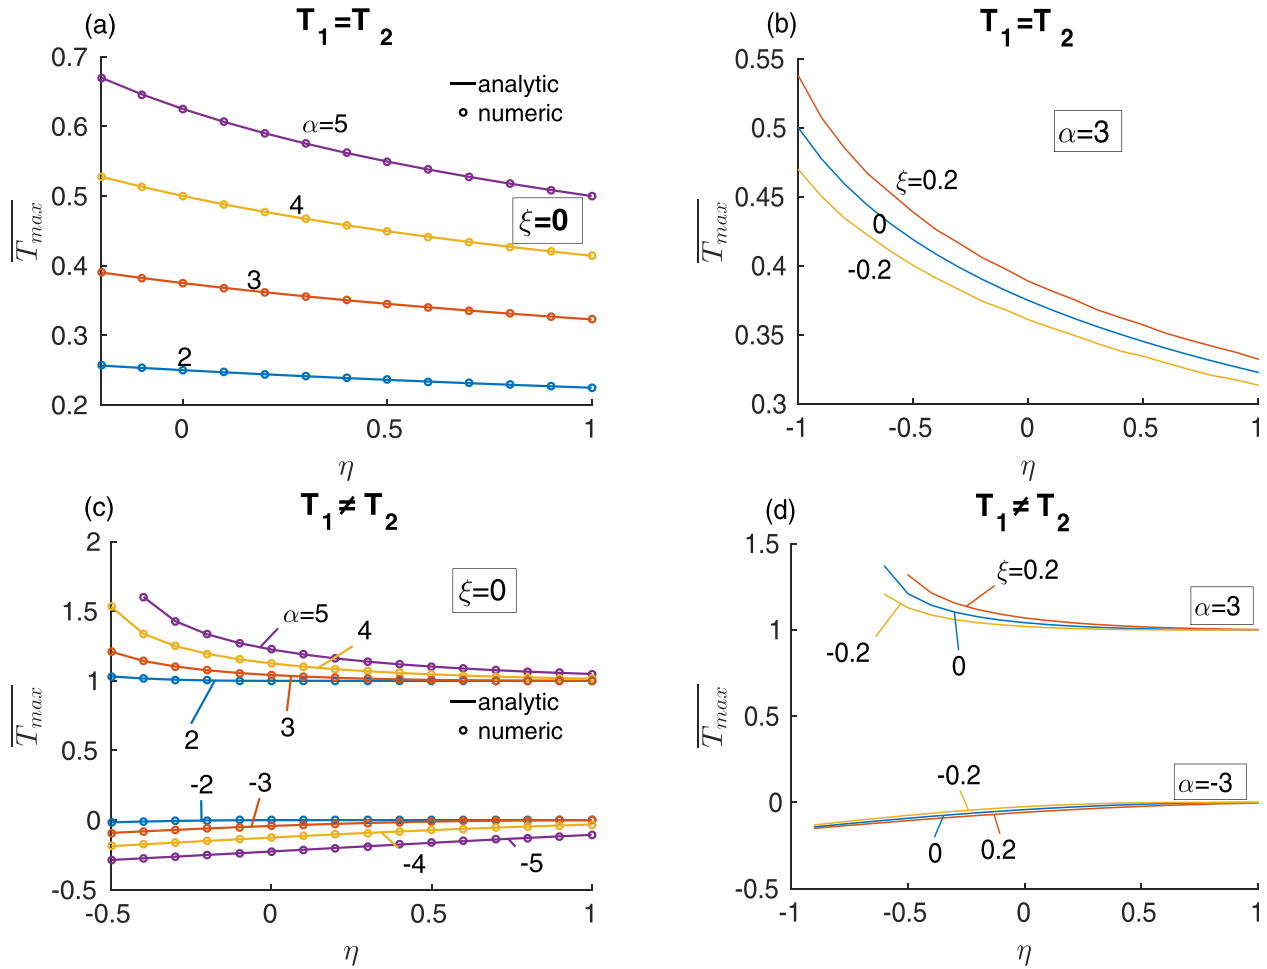 (a)
T1=T2
0.7
0.6
0.5
0.4
0.3
0.2
0
0.5
1
η
Tmax
analytic
numeric
α=5
4
3
2
ξ=0
(b)
T1=T2
0.55
0.5
0.45
0.4
0.35
0.3
-1
-0.5
0
0.5
1
η
Tmax
α=3
ξ=0.2
0
-0.2
(c)
T1≠T2
2
1.5
1
0.5
0
-0.5
-0.5
0
0.5
1
η
Tmax
ξ=0
α=5
4
2
3
analytic
numeric
-2
-3
-4
-5
(d)
T1≠T2
1.5
1
0.5
0
-0.5
-1
-0.5
0
0.5
1
η
Tmax
ξ=0.2
α=3
-0.2
0
-0.2
α=-3
0
0.2